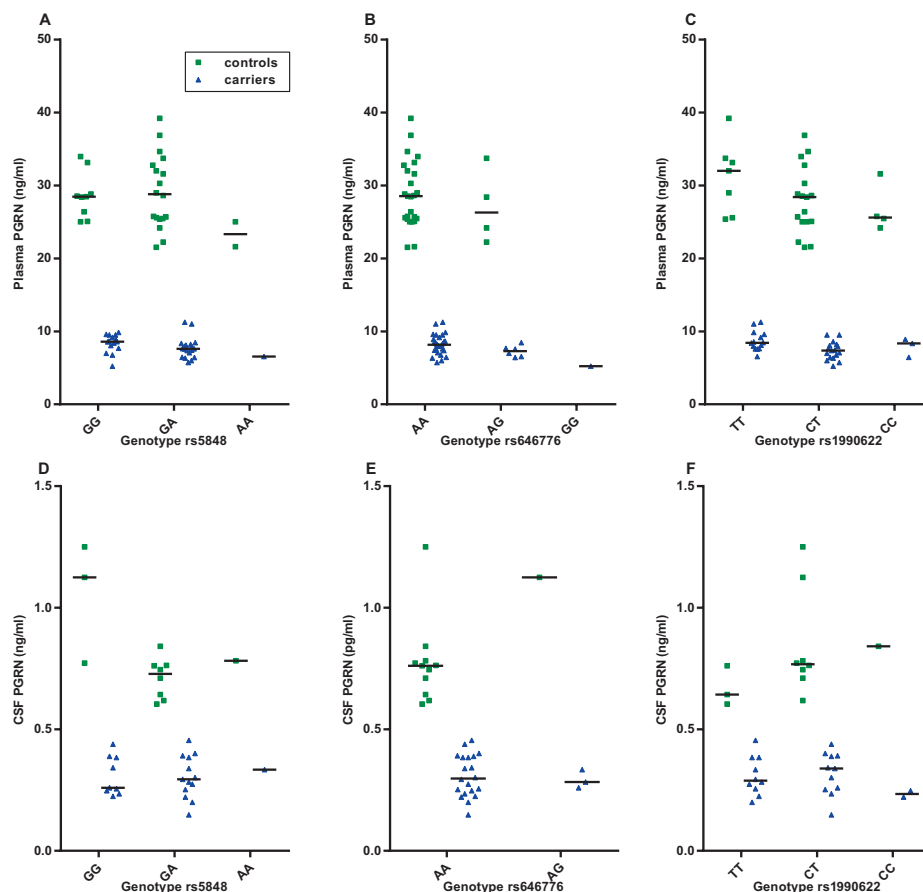 A
B
C
50
40
30
20
10
0
Plasma PGRN (ng/ml)
controls
carriers
GG
GA
AA
Genotype rs5848
50
40
30
20
10
0
Plasma PGRN (ng/ml)
AA
AG
GG
Genotype rs646776
50
40
30
20
10
0
Plasma PGRN (ng/ml)
TT
CT
CC
Genotype rs1990622
D
E
F
1.5
1.0
0.5
0.0
CSF PGRN (ng/ml)
GG
GA
AA
Genotype rs5848
1.5
1.0
0.5
0.0
CSF PGRN (pg/ml)
AA
AG
Genotype rs646776
1.5
1.0
0.5
0.0
CSF PGRN (ng/ml)
TT
CT
CC
Genotype rs1990622